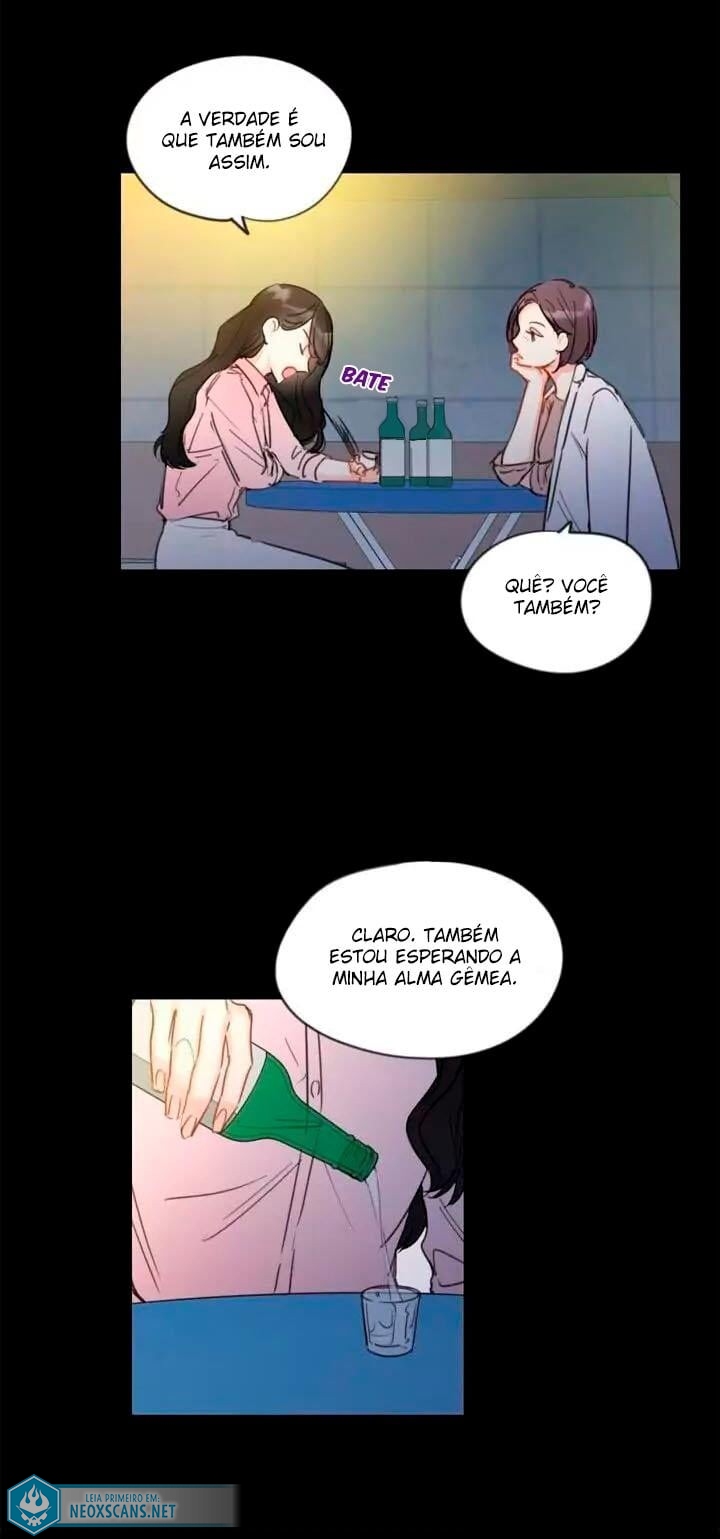 A VERDADE É
QUE TAMBÉM SOU
ASSIM.
BATE
QUÊ? VOCÊ
TAMBÉM?
CLARO. TAMBÉM
ESTOU ESPERANDO A
MINHA ALMA GÊMEA.
LEIA PRIMEIRO EM:
NEOXSCANS.NET